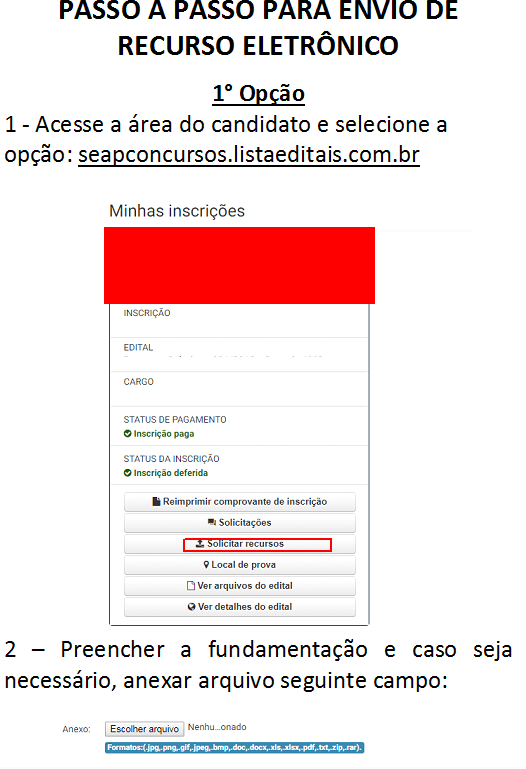 PASSO A PASSO PARA ENVIO DE
RECURSO ELETRÔNICO
1° Opção
1 - Acesse a área do candidato e selecione a
opção: seapconcursos.listaeditais.com.br
Minhas inscrições
INSCRIÇÃO
EDITAL
CARGO
STATUS DE PAGAMENTO
Inscrição paga
STATUS DA INSCRIÇÃO
Inscrição deferida
Reimprimir comprovante de inscrição
Solicitações
Solicitar recursos
Local de prova
Ver arquivos do edital
Ver detalhes do edital
2 – Preencher a fundamentação e caso seja
necessário, anexar arquivo seguinte campo:
Anexo: Escolher arquivo Nenhu...onado
Formatos:(.jpg,.png,.gif,.jpeg,.bmp,.doc,.docx,.xls,.xlsx,.pdf,.txt,.zip,.rar).